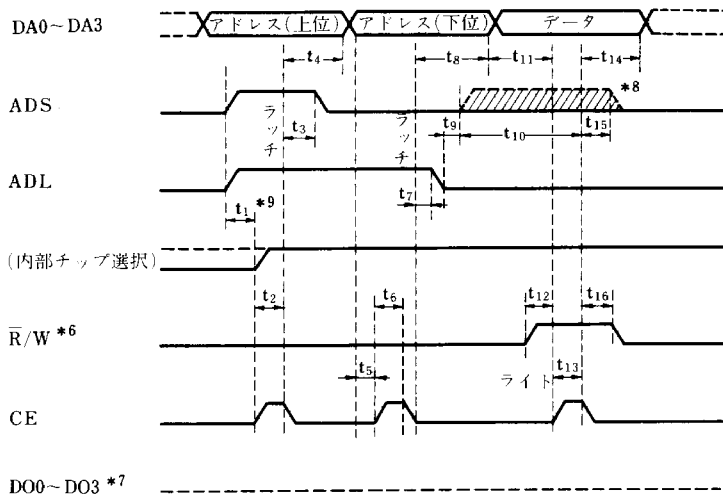 DA0~DA3 アドレス(上位) アドレス(下位) データ
t₄ t₈ t₁₁ t₁₄
ADS ラッチ t₃ ラッチ t₉ t₁₀ t₁₅ *8
ADL t₇
t₁ *9
(内部チップ選択)
t₂ t₆ t₁₂ t₁₆
R̅/W *6
t₅ ライト t₁₃
CE
DO0~DO3 *7